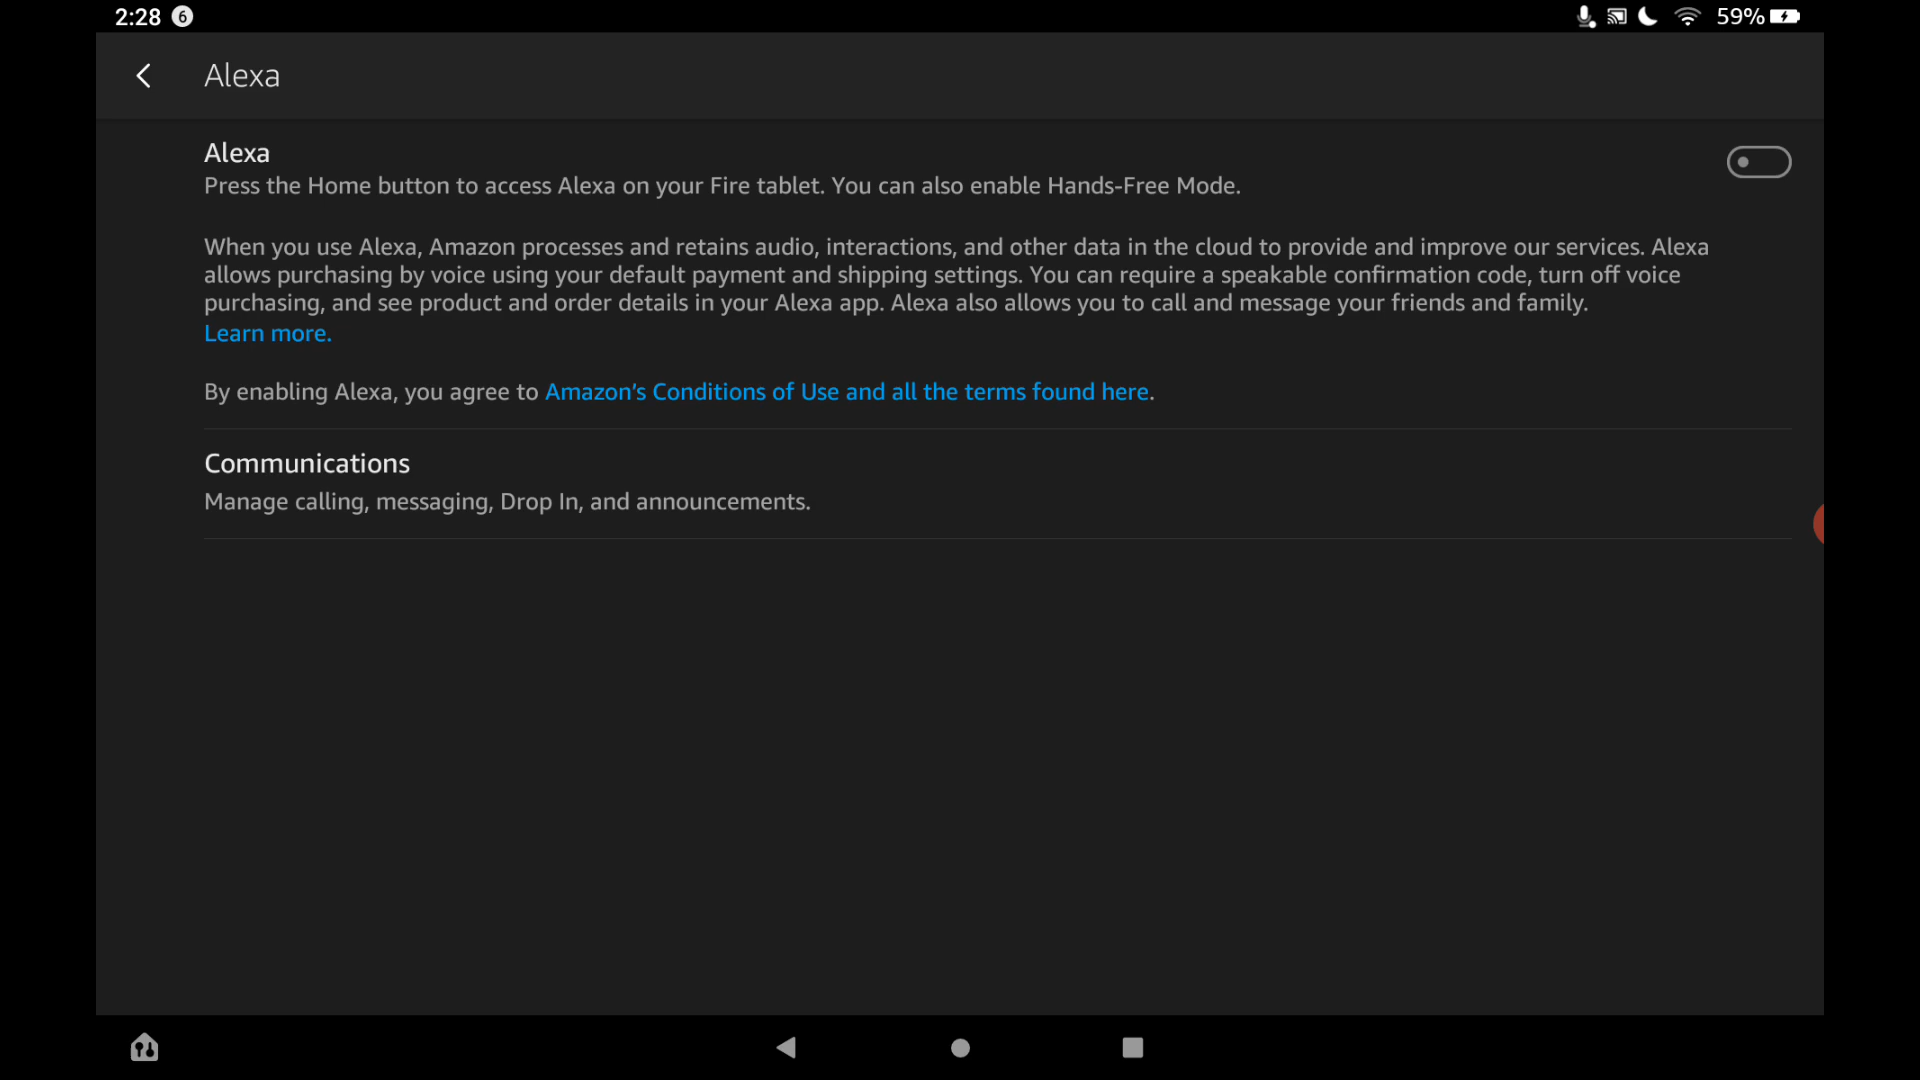 2:28 6 59%
Alexa
Alexa
Press the Home button to access Alexa on your Fire tablet. You can also enable Hands-Free Mode.
When you use Alexa, Amazon processes and retains audio, interactions, and other data in the cloud to provide and improve our services. Alexa
allows purchasing by voice using your default payment and shipping settings. You can require a speakable confirmation code, turn off voice
purchasing, and see product and order details in your Alexa app. Alexa also allows you to call and message your friends and family.
Learn more.
By enabling Alexa, you agree to Amazon’s Conditions of Use and all the terms found here.
Communications
Manage calling, messaging, Drop In, and announcements.